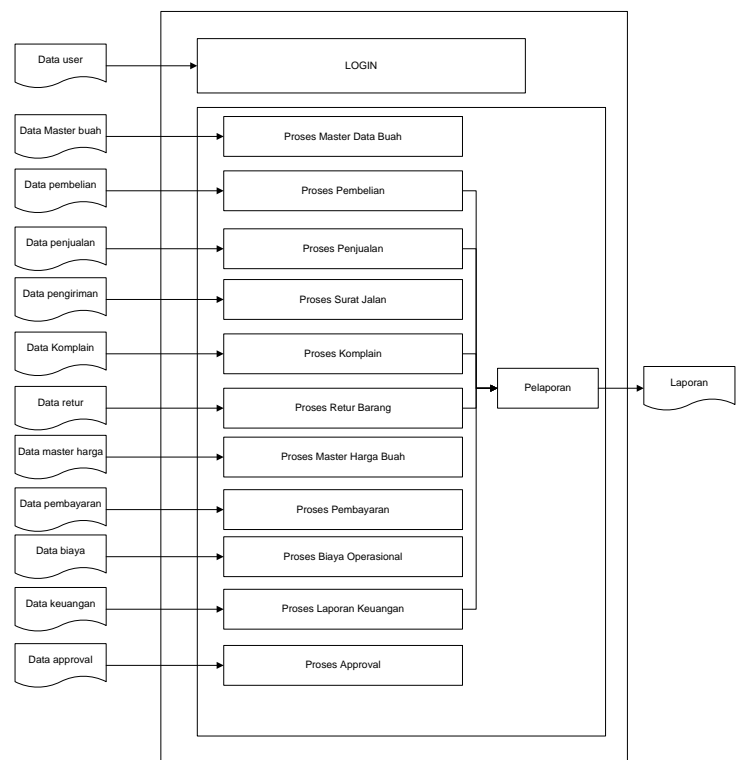 Data user
LOGIN
Data Master buah
Proses Master Data Buah
Data pembelian
Proses Pembelian
Data penjualan
Proses Penjualan
Data pengiriman
Proses Surat Jalan
Data Komplain
Proses Komplain
Pelaporan
Laporan
Data retur
Proses Retur Barang
Data master harga
Proses Master Harga Buah
Data pembayaran
Proses Pembayaran
Data biaya
Proses Biaya Operasional
Data keuangan
Proses Laporan Keuangan
Data approval
Proses Approval